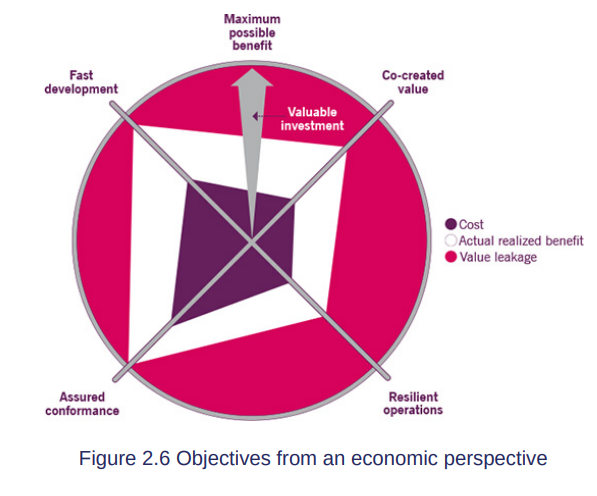 Maximum
possible
benefit
Fast
development
Co-created
value
Valuable
investment
Cost
Actual realized benefit
Value leakage
Assured
conformance
Resilient
operations
Figure 2.6 Objectives from an economic perspective